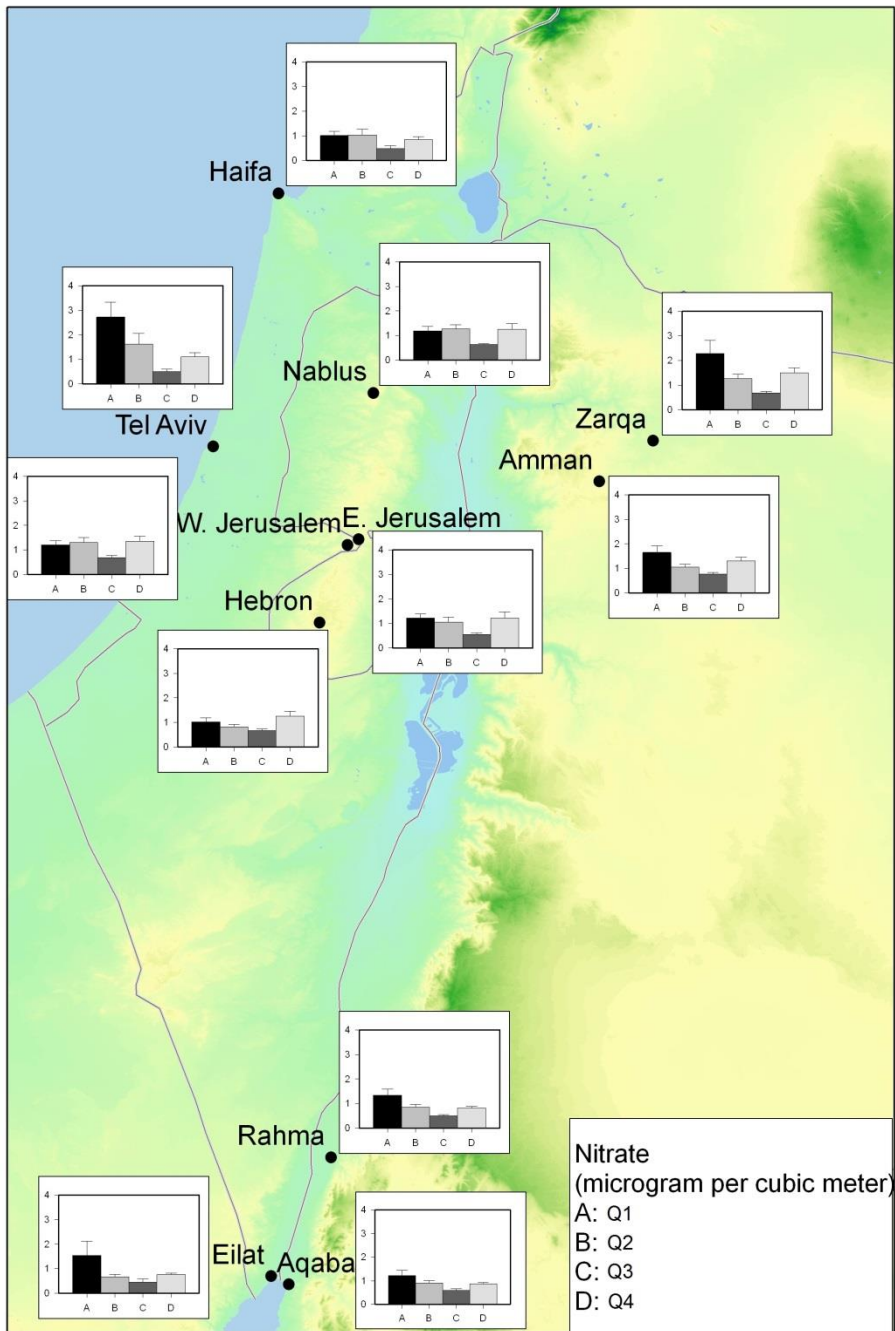 4
3
2
1
0
A B C D
Haifa
4
3
2
1
0
A B C D
Tel Aviv
4
3
2
1
0
A B C D
Nablus
4
3
2
1
0
A B C D
Zarqa
Amman
4
3
2
1
0
A B C D
4
3
2
1
0
A B C D
W. Jerusalem
E. Jerusalem
4
3
2
1
0
A B C D
Hebron
4
3
2
1
0
A B C D
4
3
2
1
0
A B C D
Rahma
4
3
2
1
0
A B C D
Eilat
Aqaba
4
3
2
1
0
A B C D
Nitrate
(microgram per cubic meter)
A: Q1
B: Q2
C: Q3
D: Q4